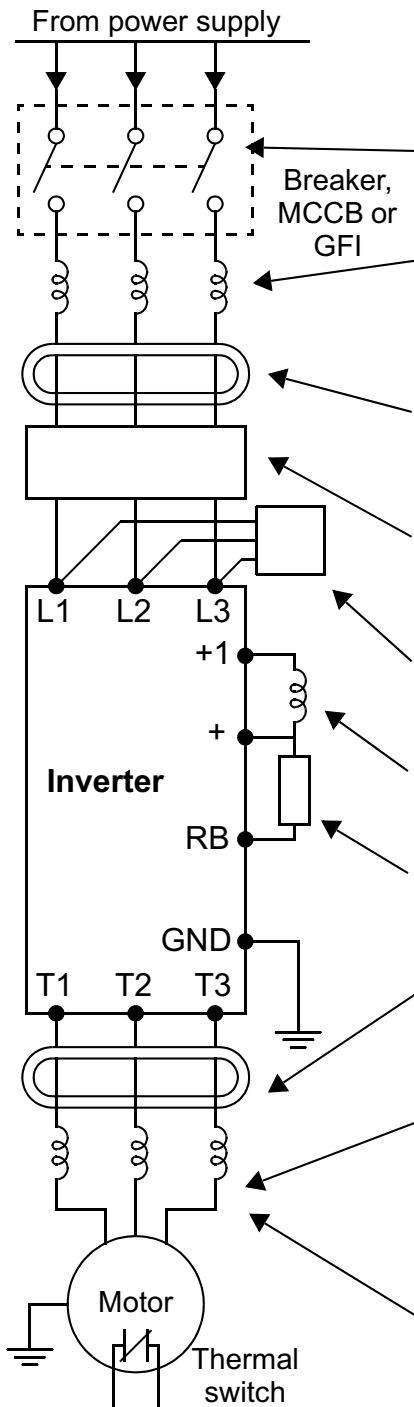 From power supply
Breaker,
MCCB or
GFI
L1 L2 L3
+1
+
Inverter
RB
GND
T1 T2 T3
Motor
Thermal
switch